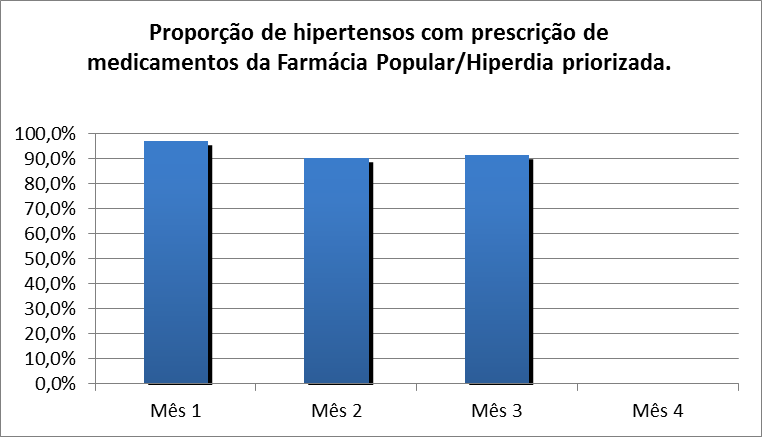 Proporção de hipertensos com prescrição de
medicamentos da Farmácia Popular/Hiperdia priorizada.
100,0%
90,0%
80,0%
70,0%
60,0%
50,0%
40,0%
30,0%
20,0%
10,0%
0,0%
Mês 1
Mês 2
Mês 3
Mês 4